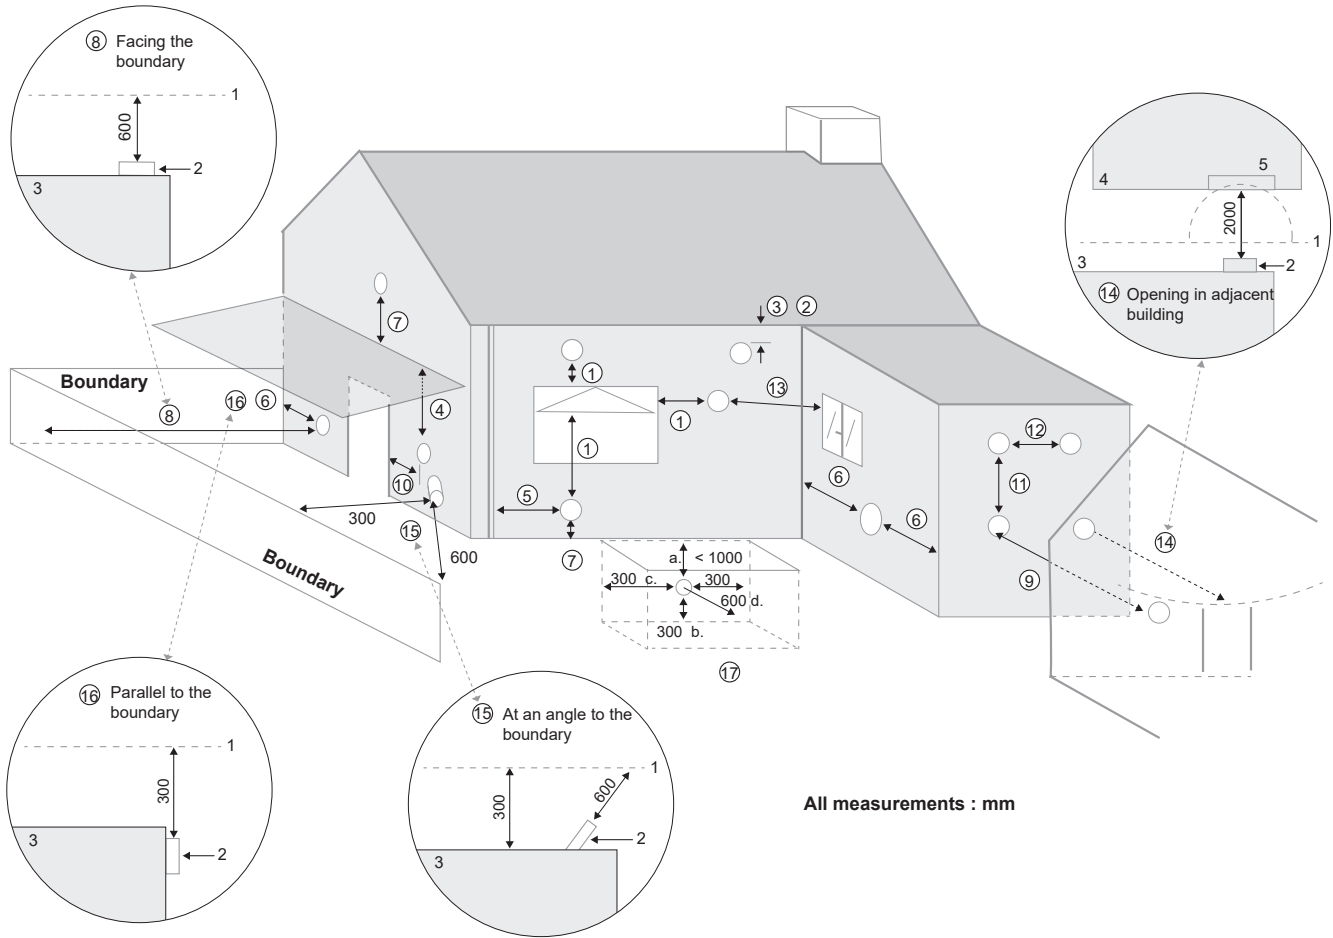 ⑧ Facing the
boundary
1
600
2
3
5
4
2000
1
3
2
⑭ Opening in adjacent
building
③ ②
⑦
①
⑬
Boundary
⑯ ⑥
⑧
④
①
①
⑫
⑩
⑤
⑥
⑪
300
⑮
⑥
600
⑦
a. < 1000
⑭
Boundary
300 c.
300
⑨
600 d.
300 b.
⑰
⑯ Parallel to the
boundary
1
300
3
2
⑮ At an angle to the
boundary
1
300
600
2
3
All measurements : mm